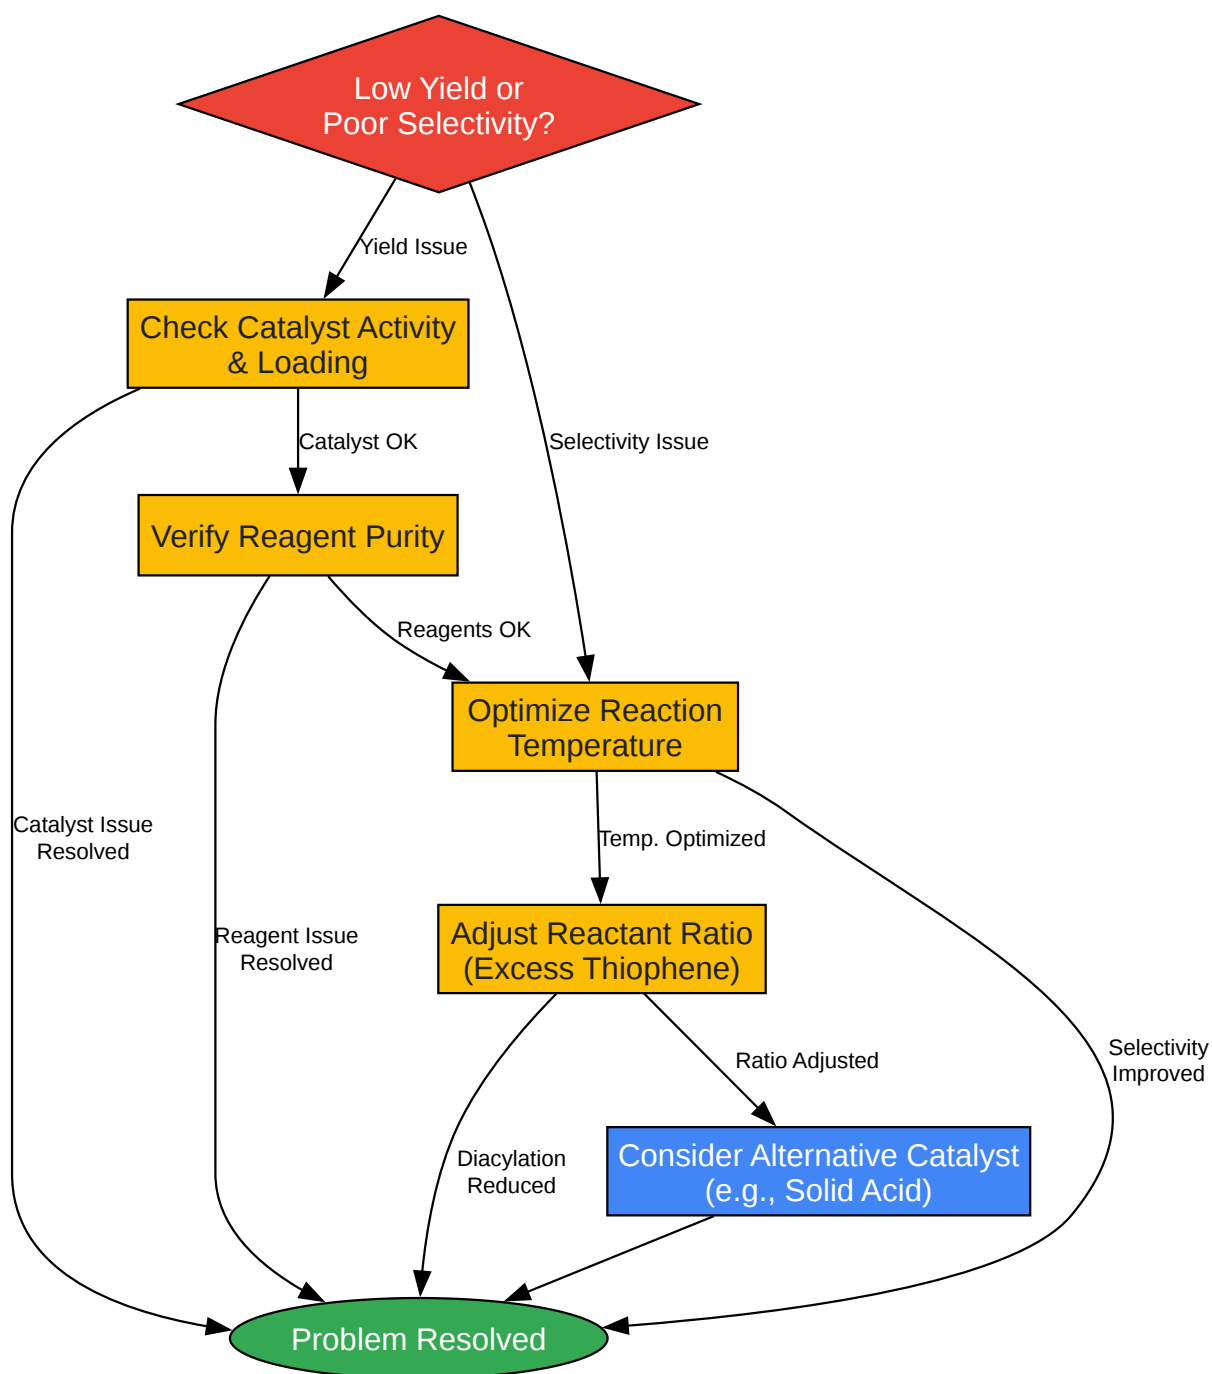 Low Yield or
Poor Selectivity?
Yield Issue
Check Catalyst Activity
& Loading
Catalyst OK
Selectivity Issue
Verify Reagent Purity
Reagents OK
Optimize Reaction
Temperature
Catalyst Issue
Resolved
Temp. Optimized
Reagent Issue
Resolved
Adjust Reactant Ratio
(Excess Thiophene)
Selectivity
Improved
Ratio Adjusted
Diacylation
Reduced
Consider Alternative Catalyst
(e.g., Solid Acid)
Problem Resolved